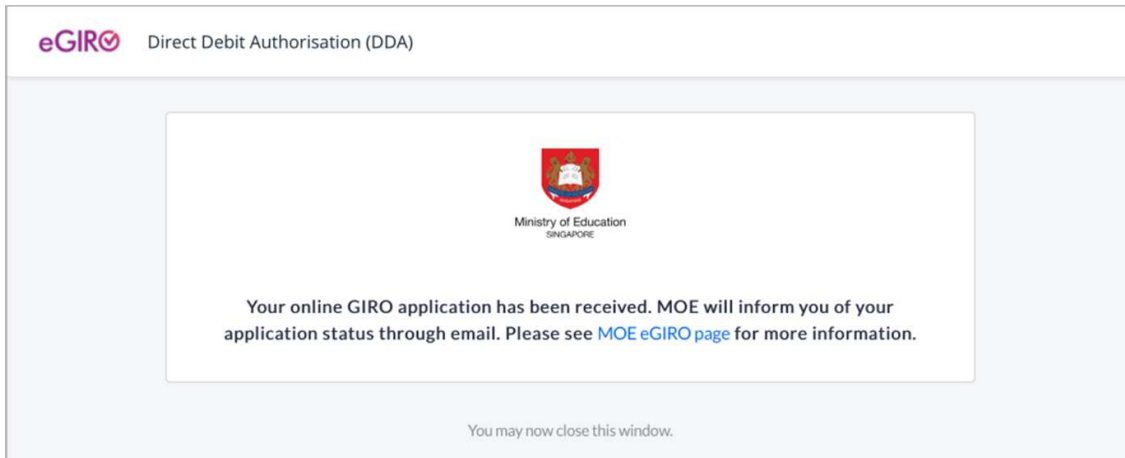 eGIRO Direct Debit Authorisation (DDA)
Ministry of Education
SINGAPORE
Your online GIRO application has been received. MOE will inform you of your
application status through email. Please see MOE eGIRO page for more information.
You may now close this window.